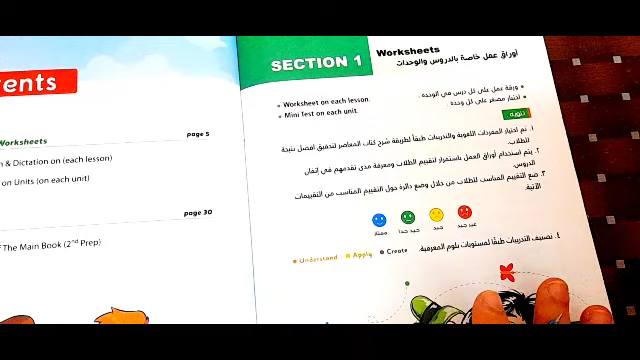 ents
Worksheets
page 5
n & Dictation on (each lesson)
on Units (on each unit)
page 30
f The Main Book (2nd Prep)
SECTION 1
Worksheets
أوراق عمل خاصة بالدروس والوحدات
Worksheet on each lesson.
Mini Test on each unit.
ورقة عمل على كل درس في الوحدة.
اختبار مصغر على كل وحدة.
تنويه
١. تم اختيار المفردات اللغوية والتدريبات طبقاً لطريقة شرح كتاب المعاصر لتحقيق أفضل نتيجة
للطلاب.
٢. يتم استخدام أوراق العمل باستمرار لتقييم الطلاب ومعرفة مدى تقدمهم في إتقان
الدروس.
٣. ضع التقييم المناسب للطلاب من خلال وضع دائرة حول التقييم المناسب من التقييمات
الآتية.
غير جيد
جيد
جيد جدًا
ممتاز
٤. تصنيف التدريبات طبقًا لمستويات بلوم المعرفية.
Understand Apply Create